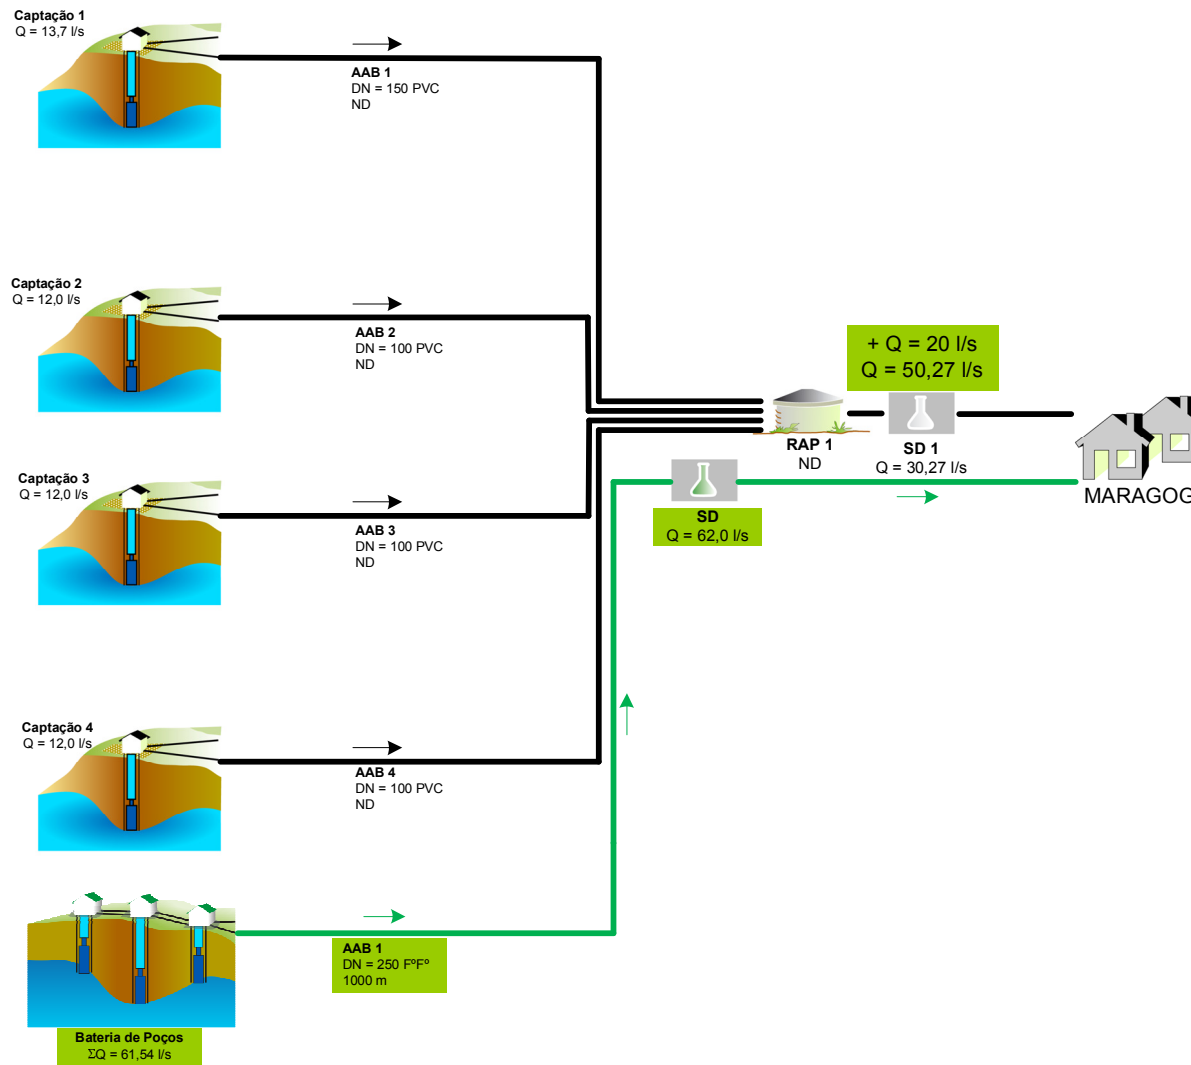 Captação 1
Q = 13,7 l/s
AAB 1
DN = 150 PVC
ND
Captação 2
Q = 12,0 l/s
AAB 2
DN = 100 PVC
ND
+ Q = 20 l/s
Q = 50,27 l/s
RAP 1
ND
SD 1
Q = 30,27 l/s
MARAGOG
Captação 3
Q = 12,0 l/s
AAB 3
DN = 100 PVC
ND
SD
Q = 62,0 l/s
Captação 4
Q = 12,0 l/s
AAB 4
DN = 100 PVC
ND
AAB 1
DN = 250 FºFº
1000 m
Bateria de Poços
ΣQ = 61,54 l/s